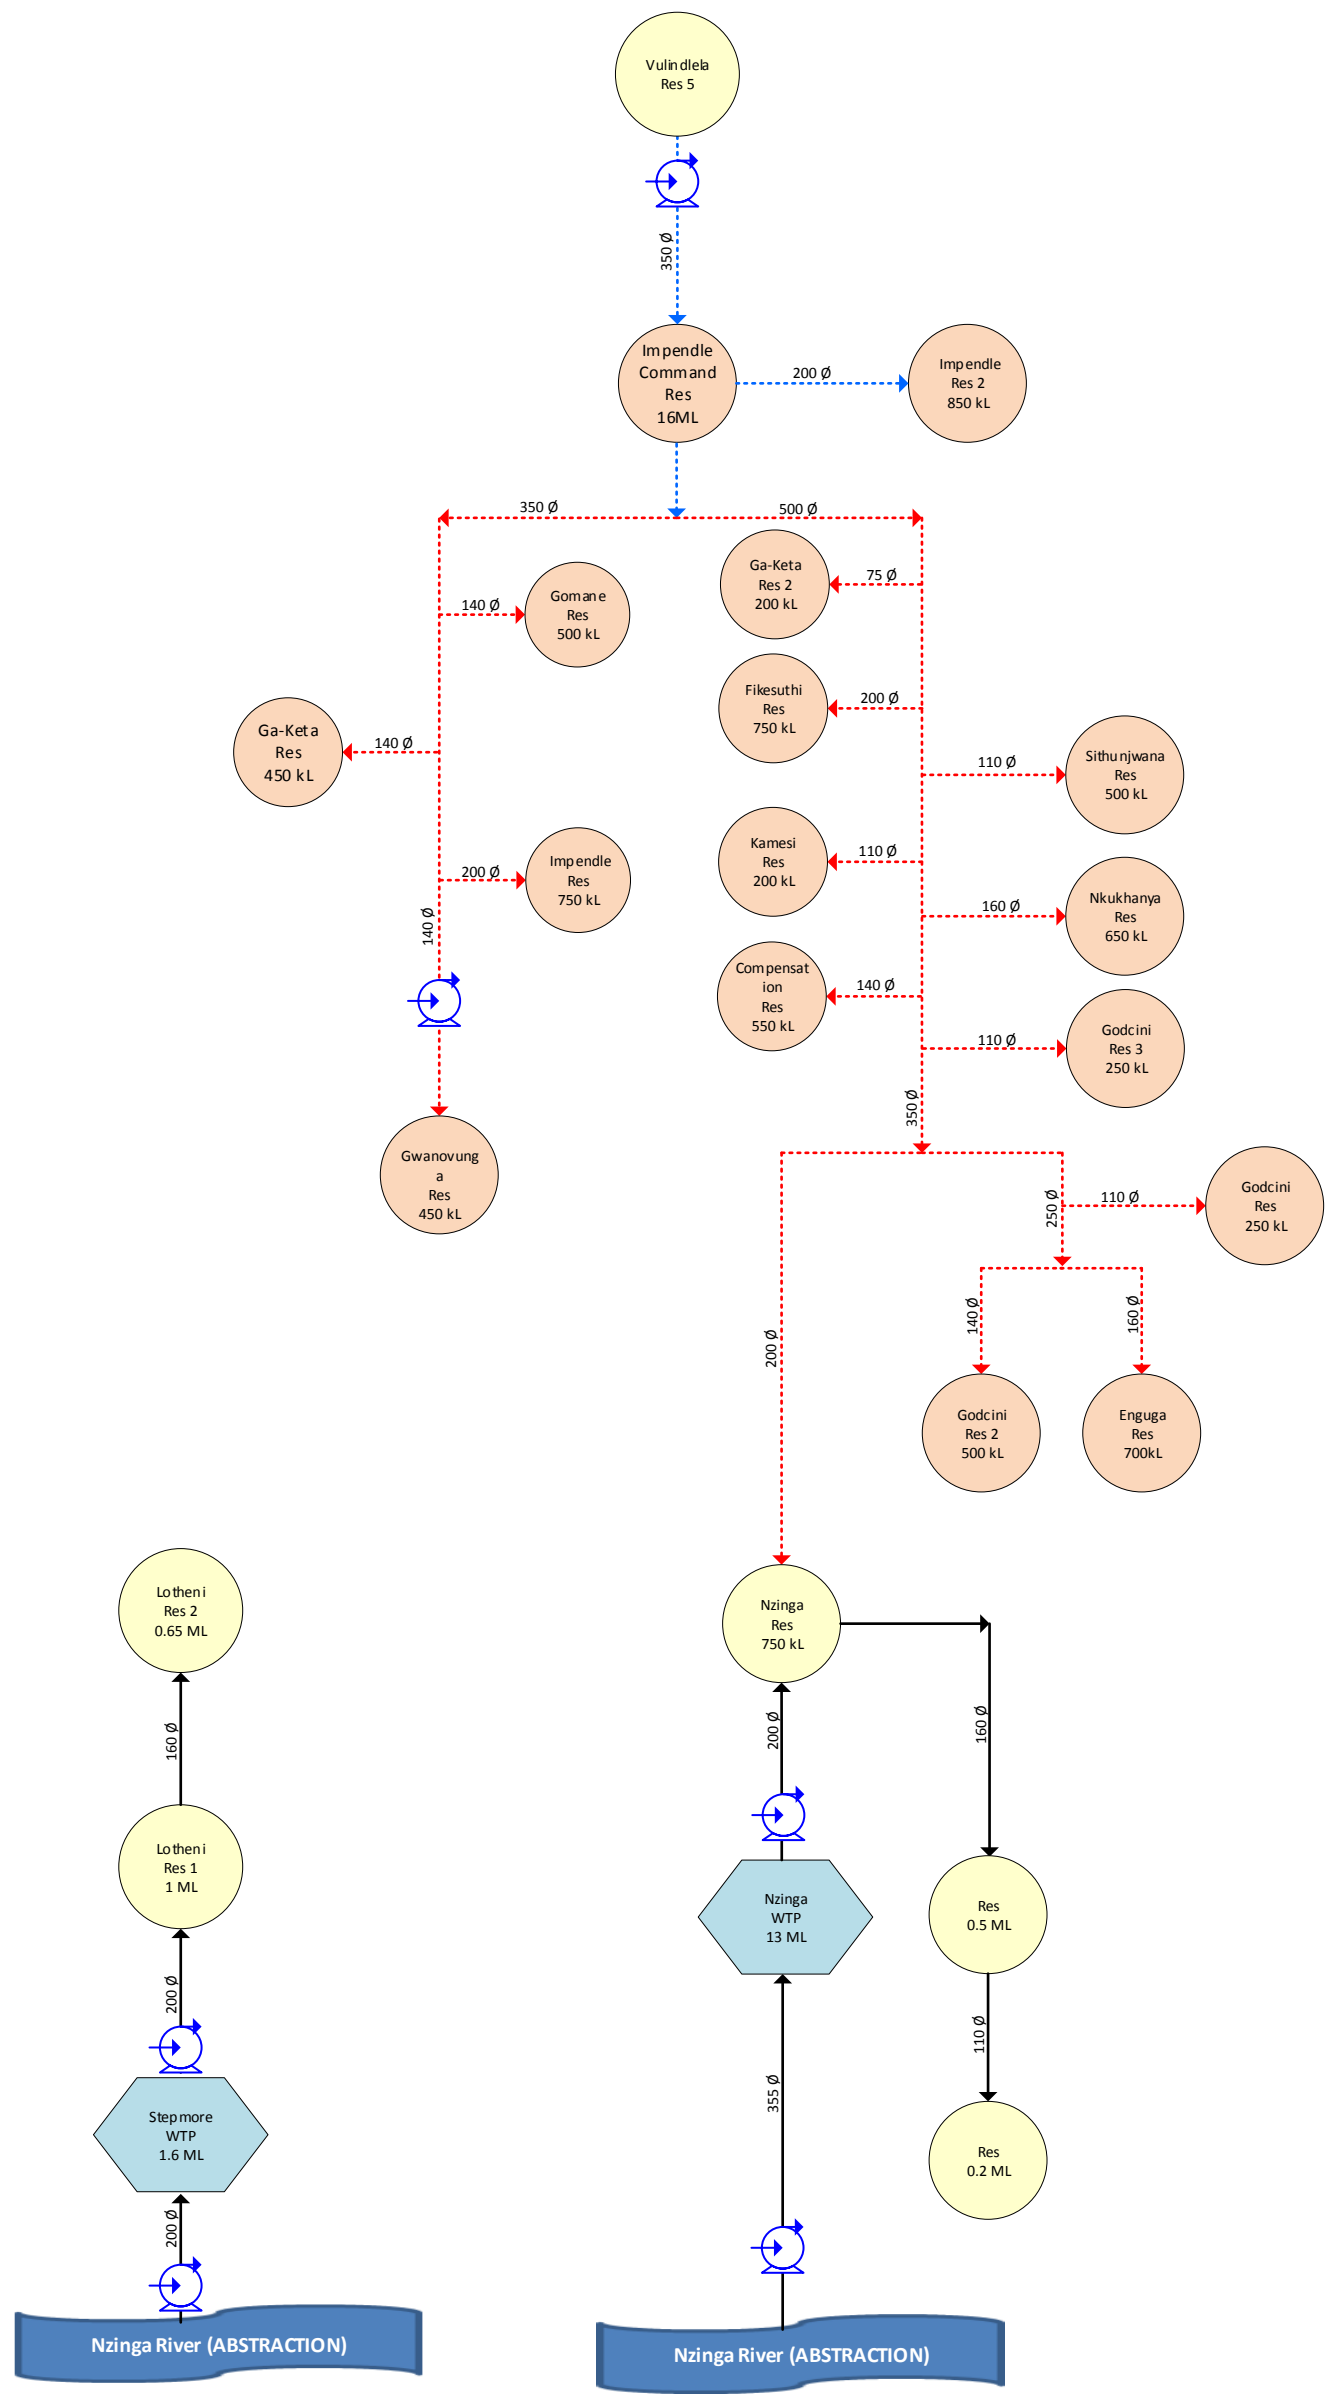 Vulindlela
Res 5
350 Ø
Impendle
Command
Res
16ML
200 Ø
Impendle
Res 2
850 kL
350 Ø
500 Ø
Ga-Keta
Res 2
200 kL
75 Ø
Gomane
Res
500 kL
140 Ø
Fikesuthi
Res
750 kL
200 Ø
Ga-Keta
Res
450 kL
140 Ø
110 Ø
Sithunjwana
Res
500 kL
Impendle
Res
750 kL
200 Ø
Kamesi
Res
200 kL
110 Ø
160 Ø
Nkukhanya
Res
650 kL
140 Ø
Compensat
ion
Res
550 kL
140 Ø
110 Ø
Godcini
Res 3
250 kL
350 Ø
Gwanovung
a
Res
450 kL
250 Ø
110 Ø
Godcini
Res
250 kL
200 Ø
140 Ø
160 Ø
Godcini
Res 2
500 kL
Enguga
Res
700kL
Lotheni
Res 2
0.65 ML
Nzinga
Res
750 kL
160 Ø
200 Ø
160 Ø
Lotheni
Res 1
1 ML
Nzinga
WTP
13 ML
Res
0.5 ML
200 Ø
355 Ø
110 Ø
Stepmore
WTP
1.6 ML
Res
0.2 ML
200 Ø
Nzinga River (ABSTRACTION)
Nzinga River (ABSTRACTION)